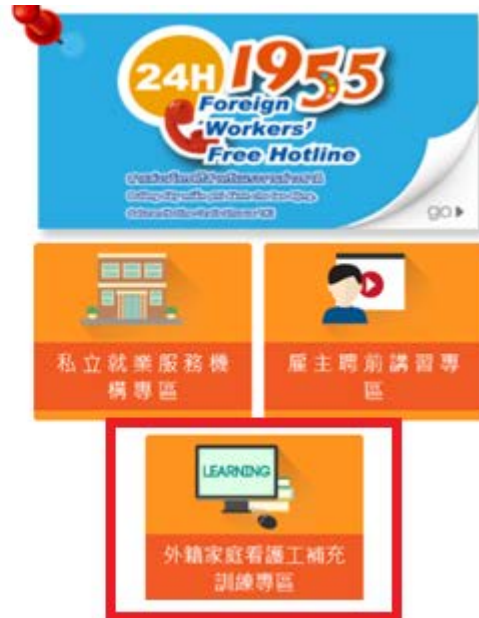 24H 1955
Foreign
Workers'
Free Hotline
go
私立就業服務機
構專區
雇主聘前講習專
區
LEARNING
外籍家庭看護工補充
訓練專區